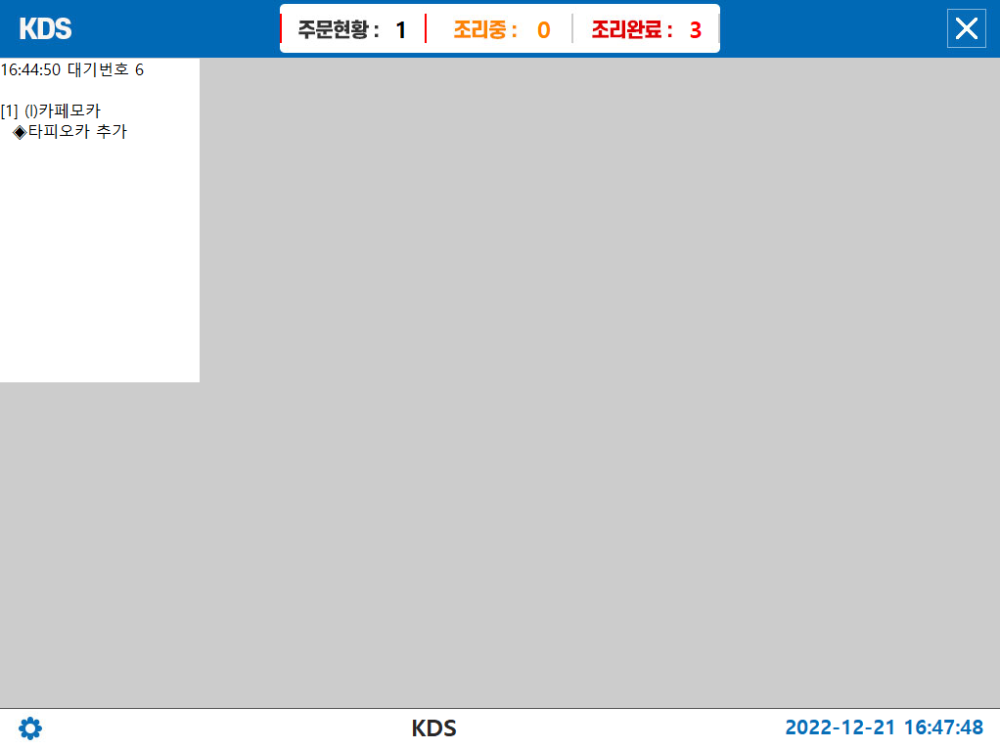 KDS
주문현황 : 1
조리중 : 0
조리완료 : 3
16:44:50 대기번호 6
[1] (I)카페모카
◈타피오카 추가
KDS
2022-12-21 16:47:48